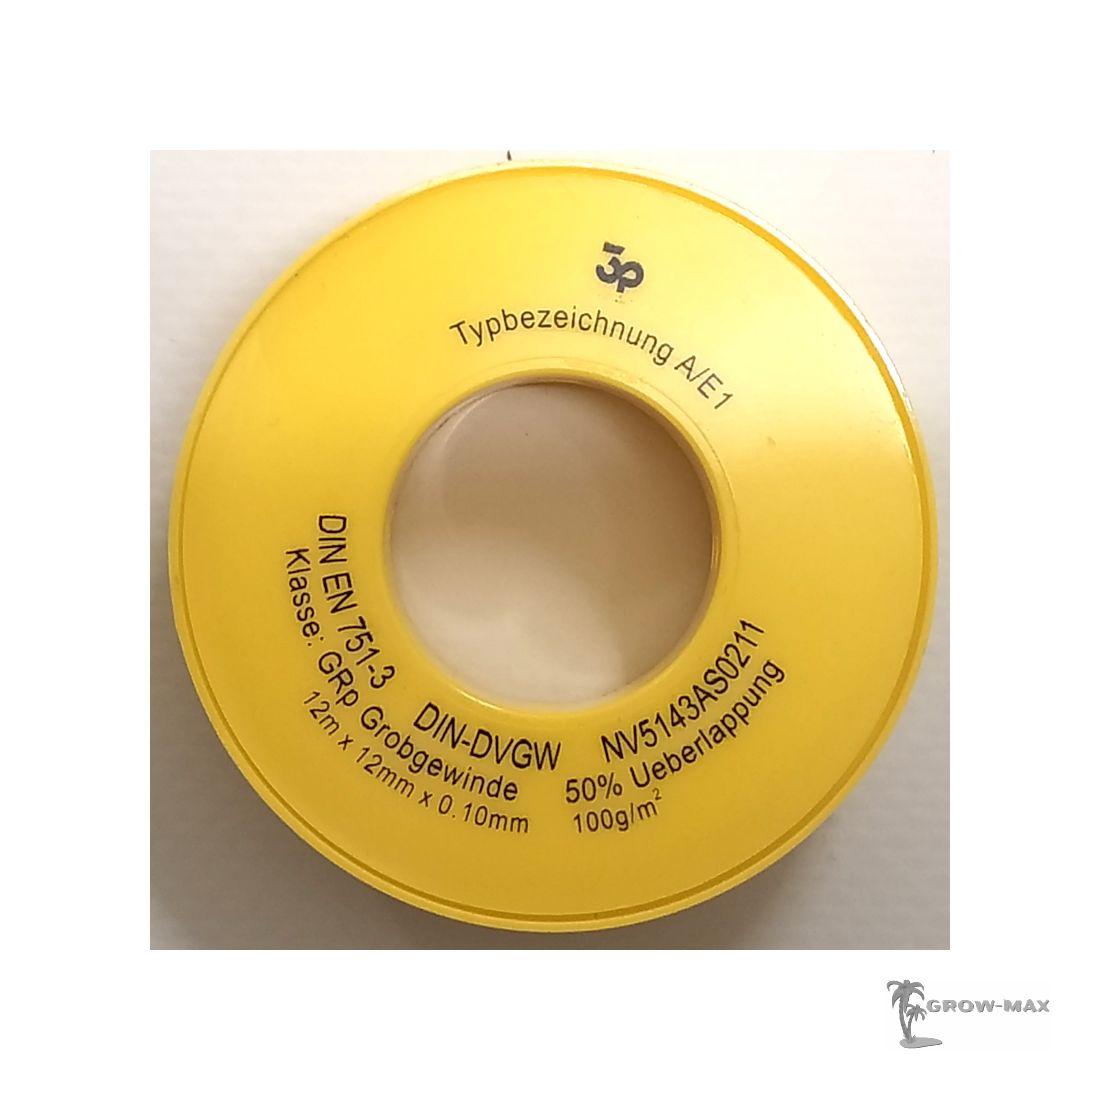 3P
Typbezeichnung A/E1
DIN EN 751-3 DIN-DVGW NV5143AS0211
Klasse: GRp Grobgewinde 50% Ueberlappung
12m x 12mm x 0.10mm 100g/m²
GROW-MAX